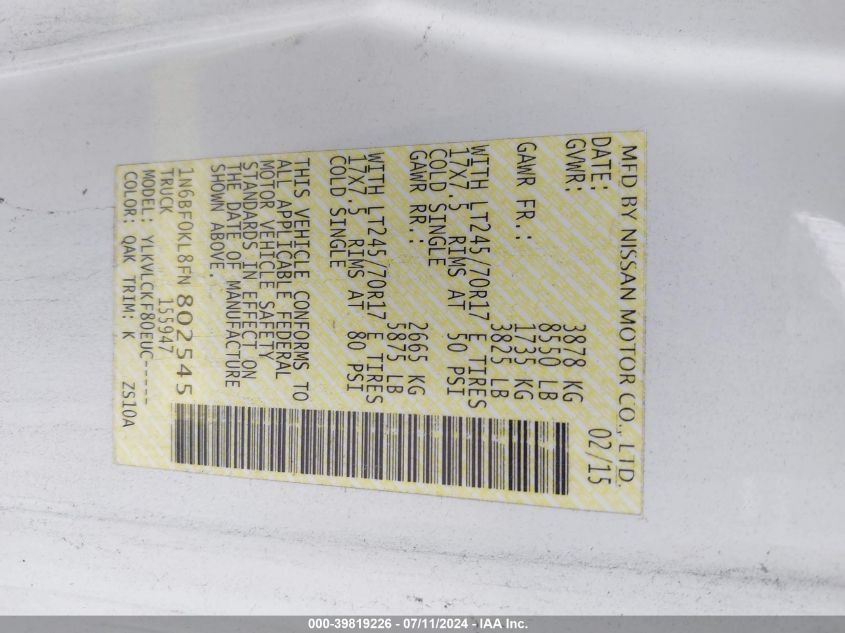 MFD BY NISSAN MOTOR CO., LTD.
DATE: 02/15
GVWR: 3878 KG
8550 LB
GAWR FR.: 1735 KG
3825 LB
WITH LT245/70R17 E TIRES
17X7.5 RIMS AT 50 PSI
COLD SINGLE
GAWR RR.: 2665 KG
5875 LB
WITH LT245/70R17 E TIRES
17X7.5 RIMS AT 80 PSI
COLD SINGLE
THIS VEHICLE CONFORMS TO
ALL APPLICABLE FEDERAL
MOTOR VEHICLE SAFETY
STANDARDS IN EFFECT ON
THE DATE OF MANUFACTURE
SHOWN ABOVE.
1N6BF0KL8FN802545
TRUCK 155947
MODEL: YLKVLCKF80EUC----
COLOR: QAK TRIM: K ZS10A
000-39819226 - 07/11/2024 - IAA Inc.